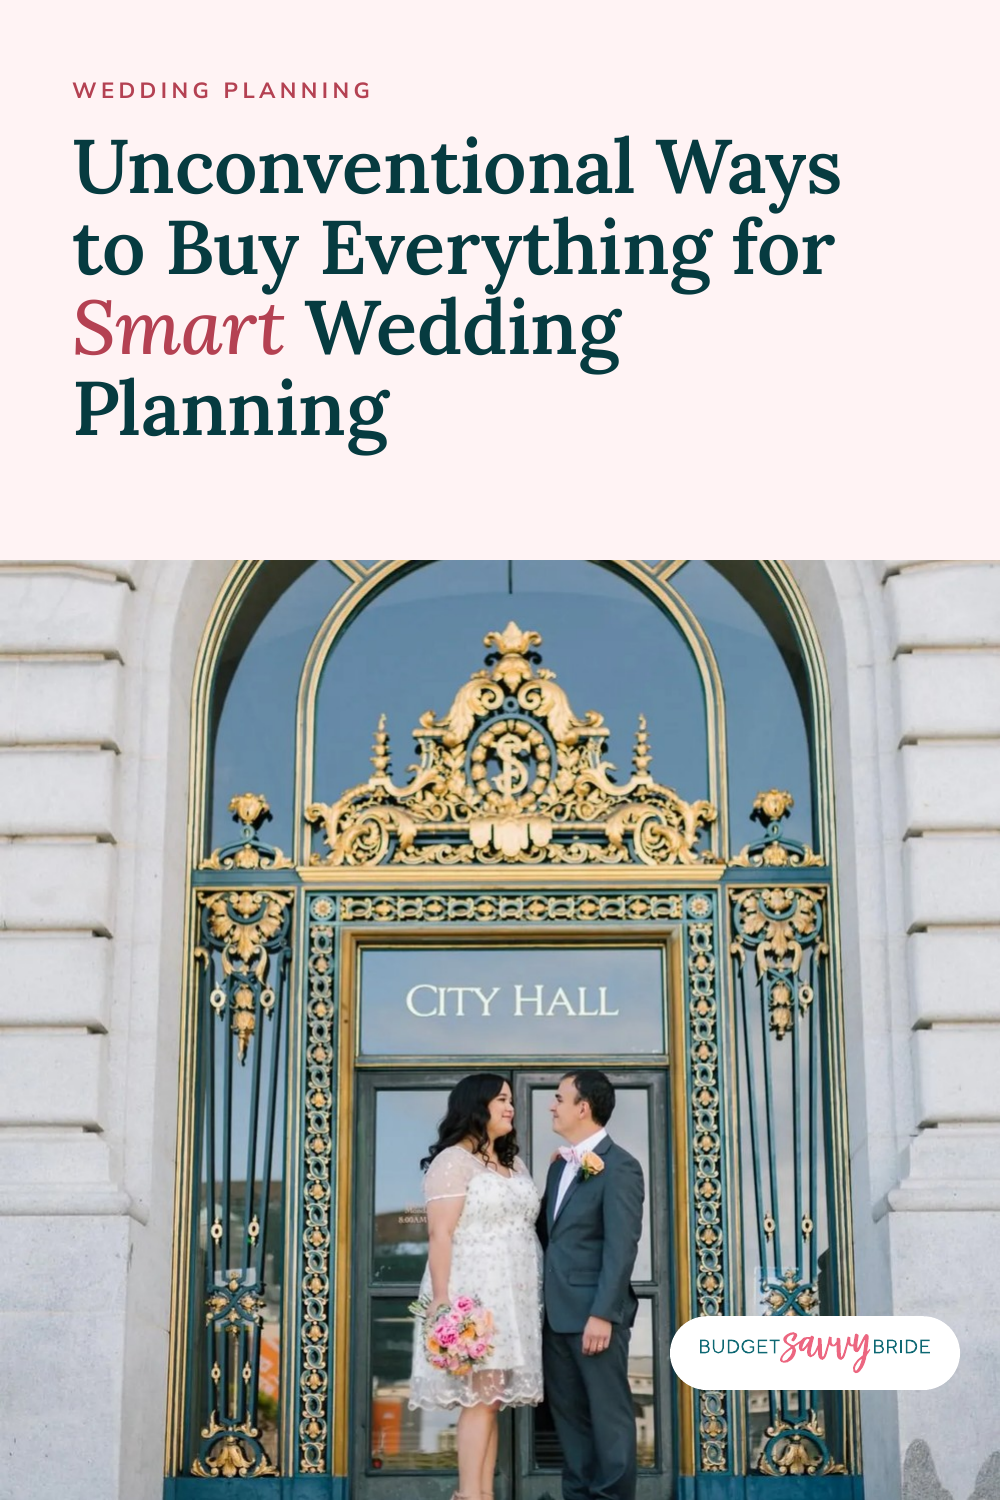 WEDDING PLANNING
Unconventional Ways
to Buy Everything for
Smart Wedding
Planning
CITY HALL
BUDGET savvy BRIDE